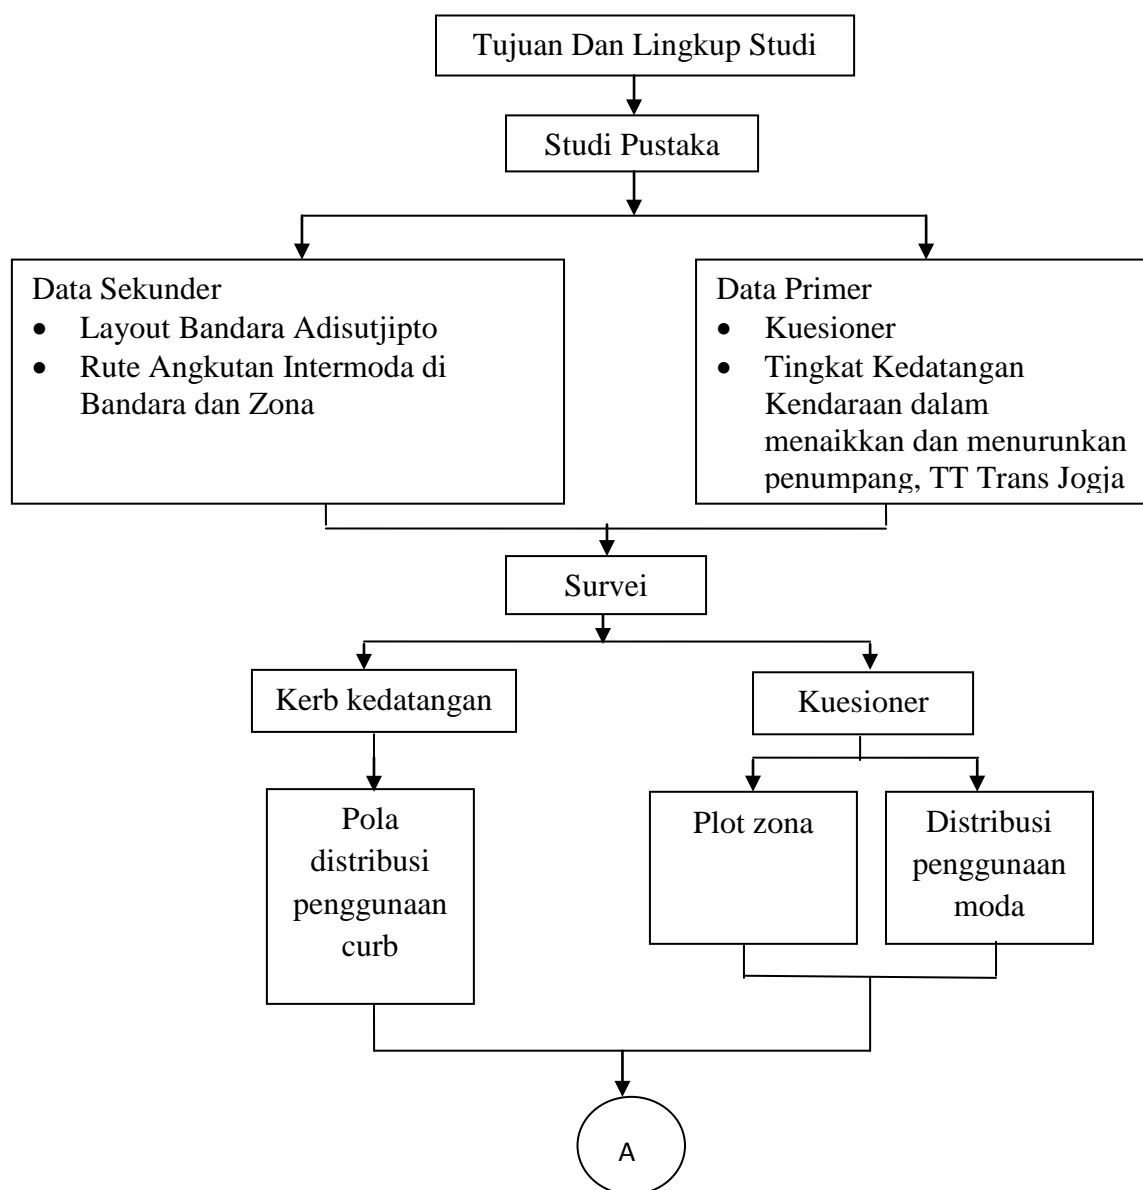 Tujuan Dan Lingkup Studi
Studi Pustaka
Data Sekunder
• Layout Bandara Adisutjipto
• Rute Angkutan Intermoda di
Bandara dan Zona
Data Primer
• Kuesioner
• Tingkat Kedatangan
Kendaraan dalam
menaikkan dan menurunkan
penumpang, TT Trans Jogja
Survei
Kerb kedatangan
Kuesioner
Pola
distribusi
penggunaan
curb
Plot zona
Distribusi
penggunaan
moda
A